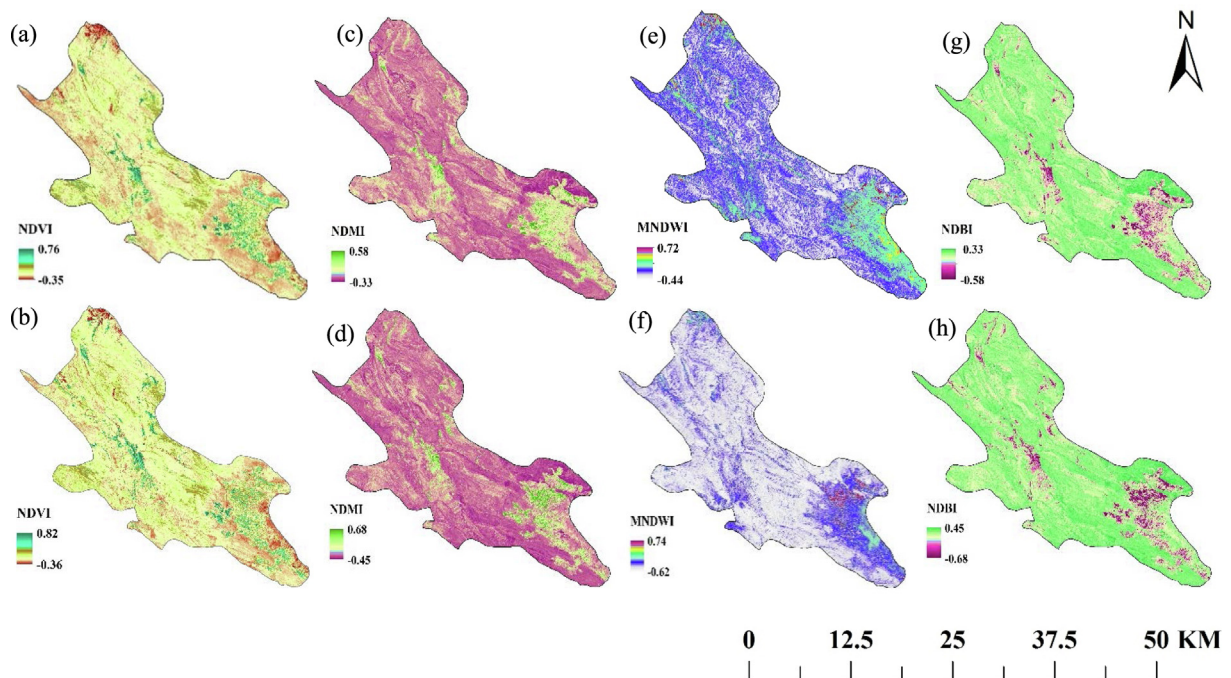 (a)
(c)
(e)
(g)
N
NDVI
0.76
-0.35
NDMI
0.58
-0.33
MNDWI
0.72
-0.44
NDBI
0.33
-0.58
(b)
(d)
(f)
(h)
NDVI
0.82
-0.36
NDMI
0.68
-0.45
MNDWI
0.74
-0.62
NDBI
0.45
-0.68
0 12.5 25 37.5 50 KM